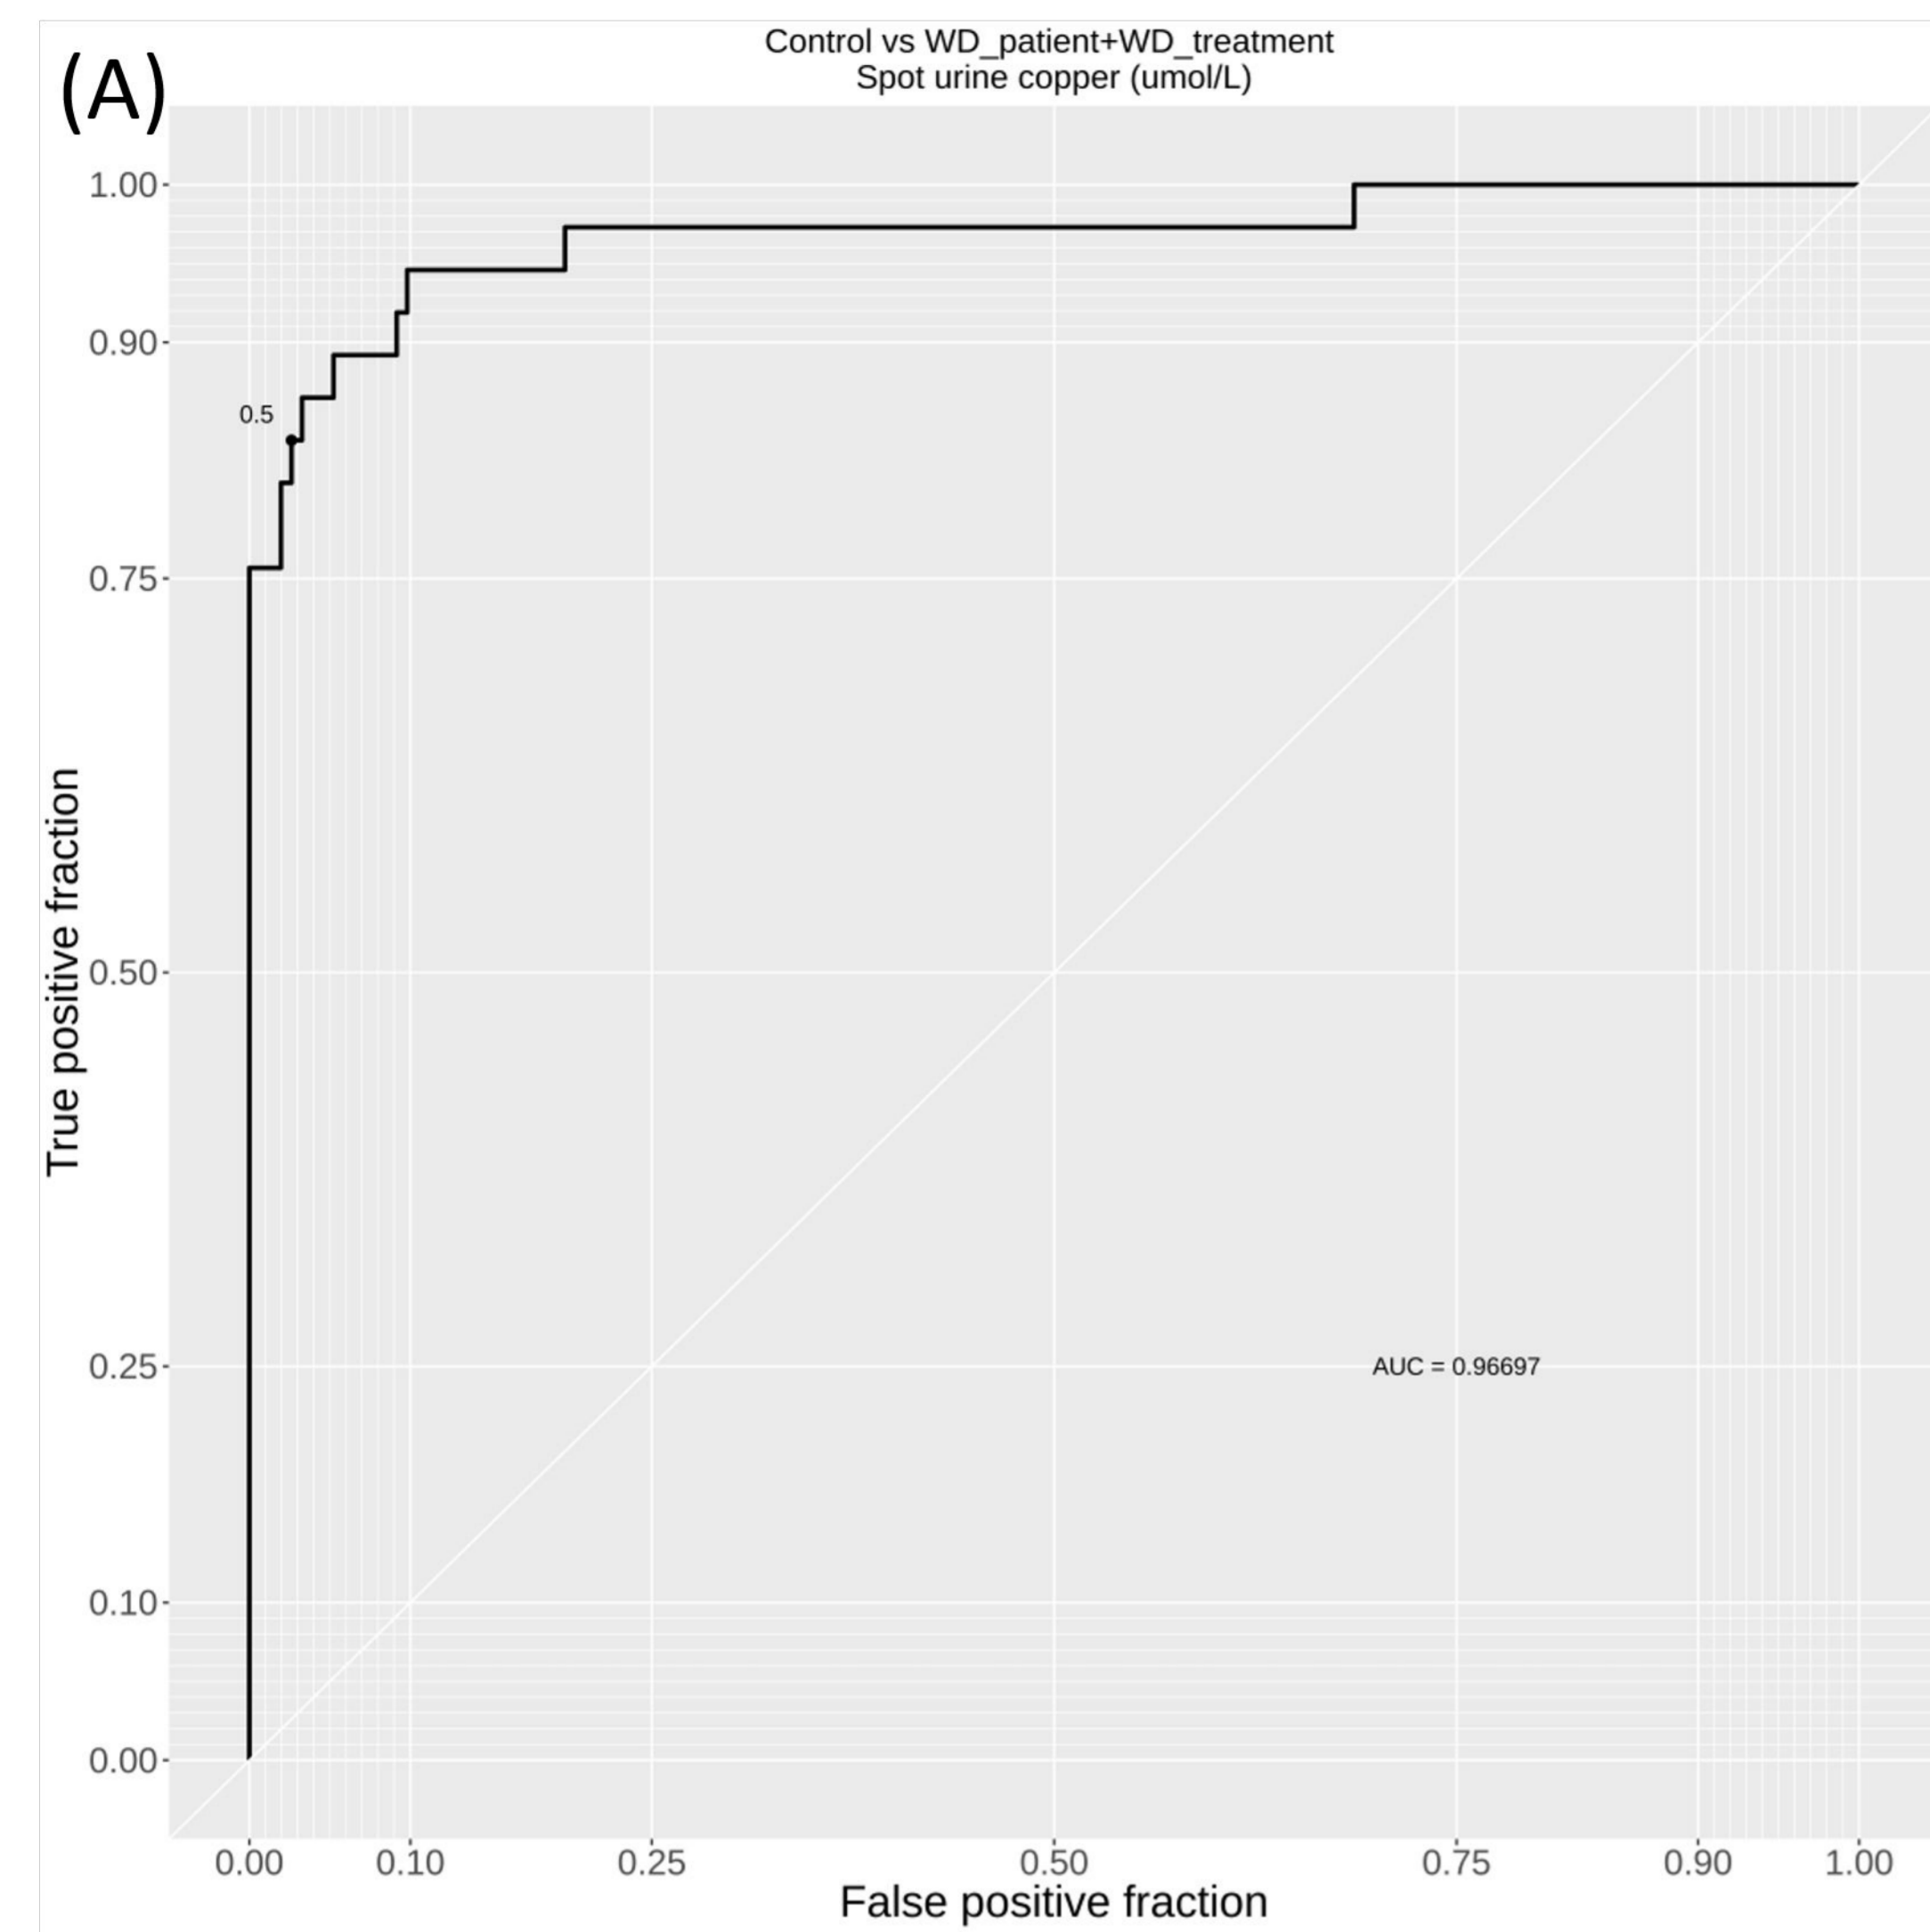 (A)
Control vs WD_patient+WD_treatment
Spot urine copper (umol/L)
True positive fraction
1.00
0.90
0.75
0.50
0.25
0.10
0.00
0.5
AUC = 0.96697
0.00 0.10 0.25 0.50 0.75 0.90 1.00
False positive fraction